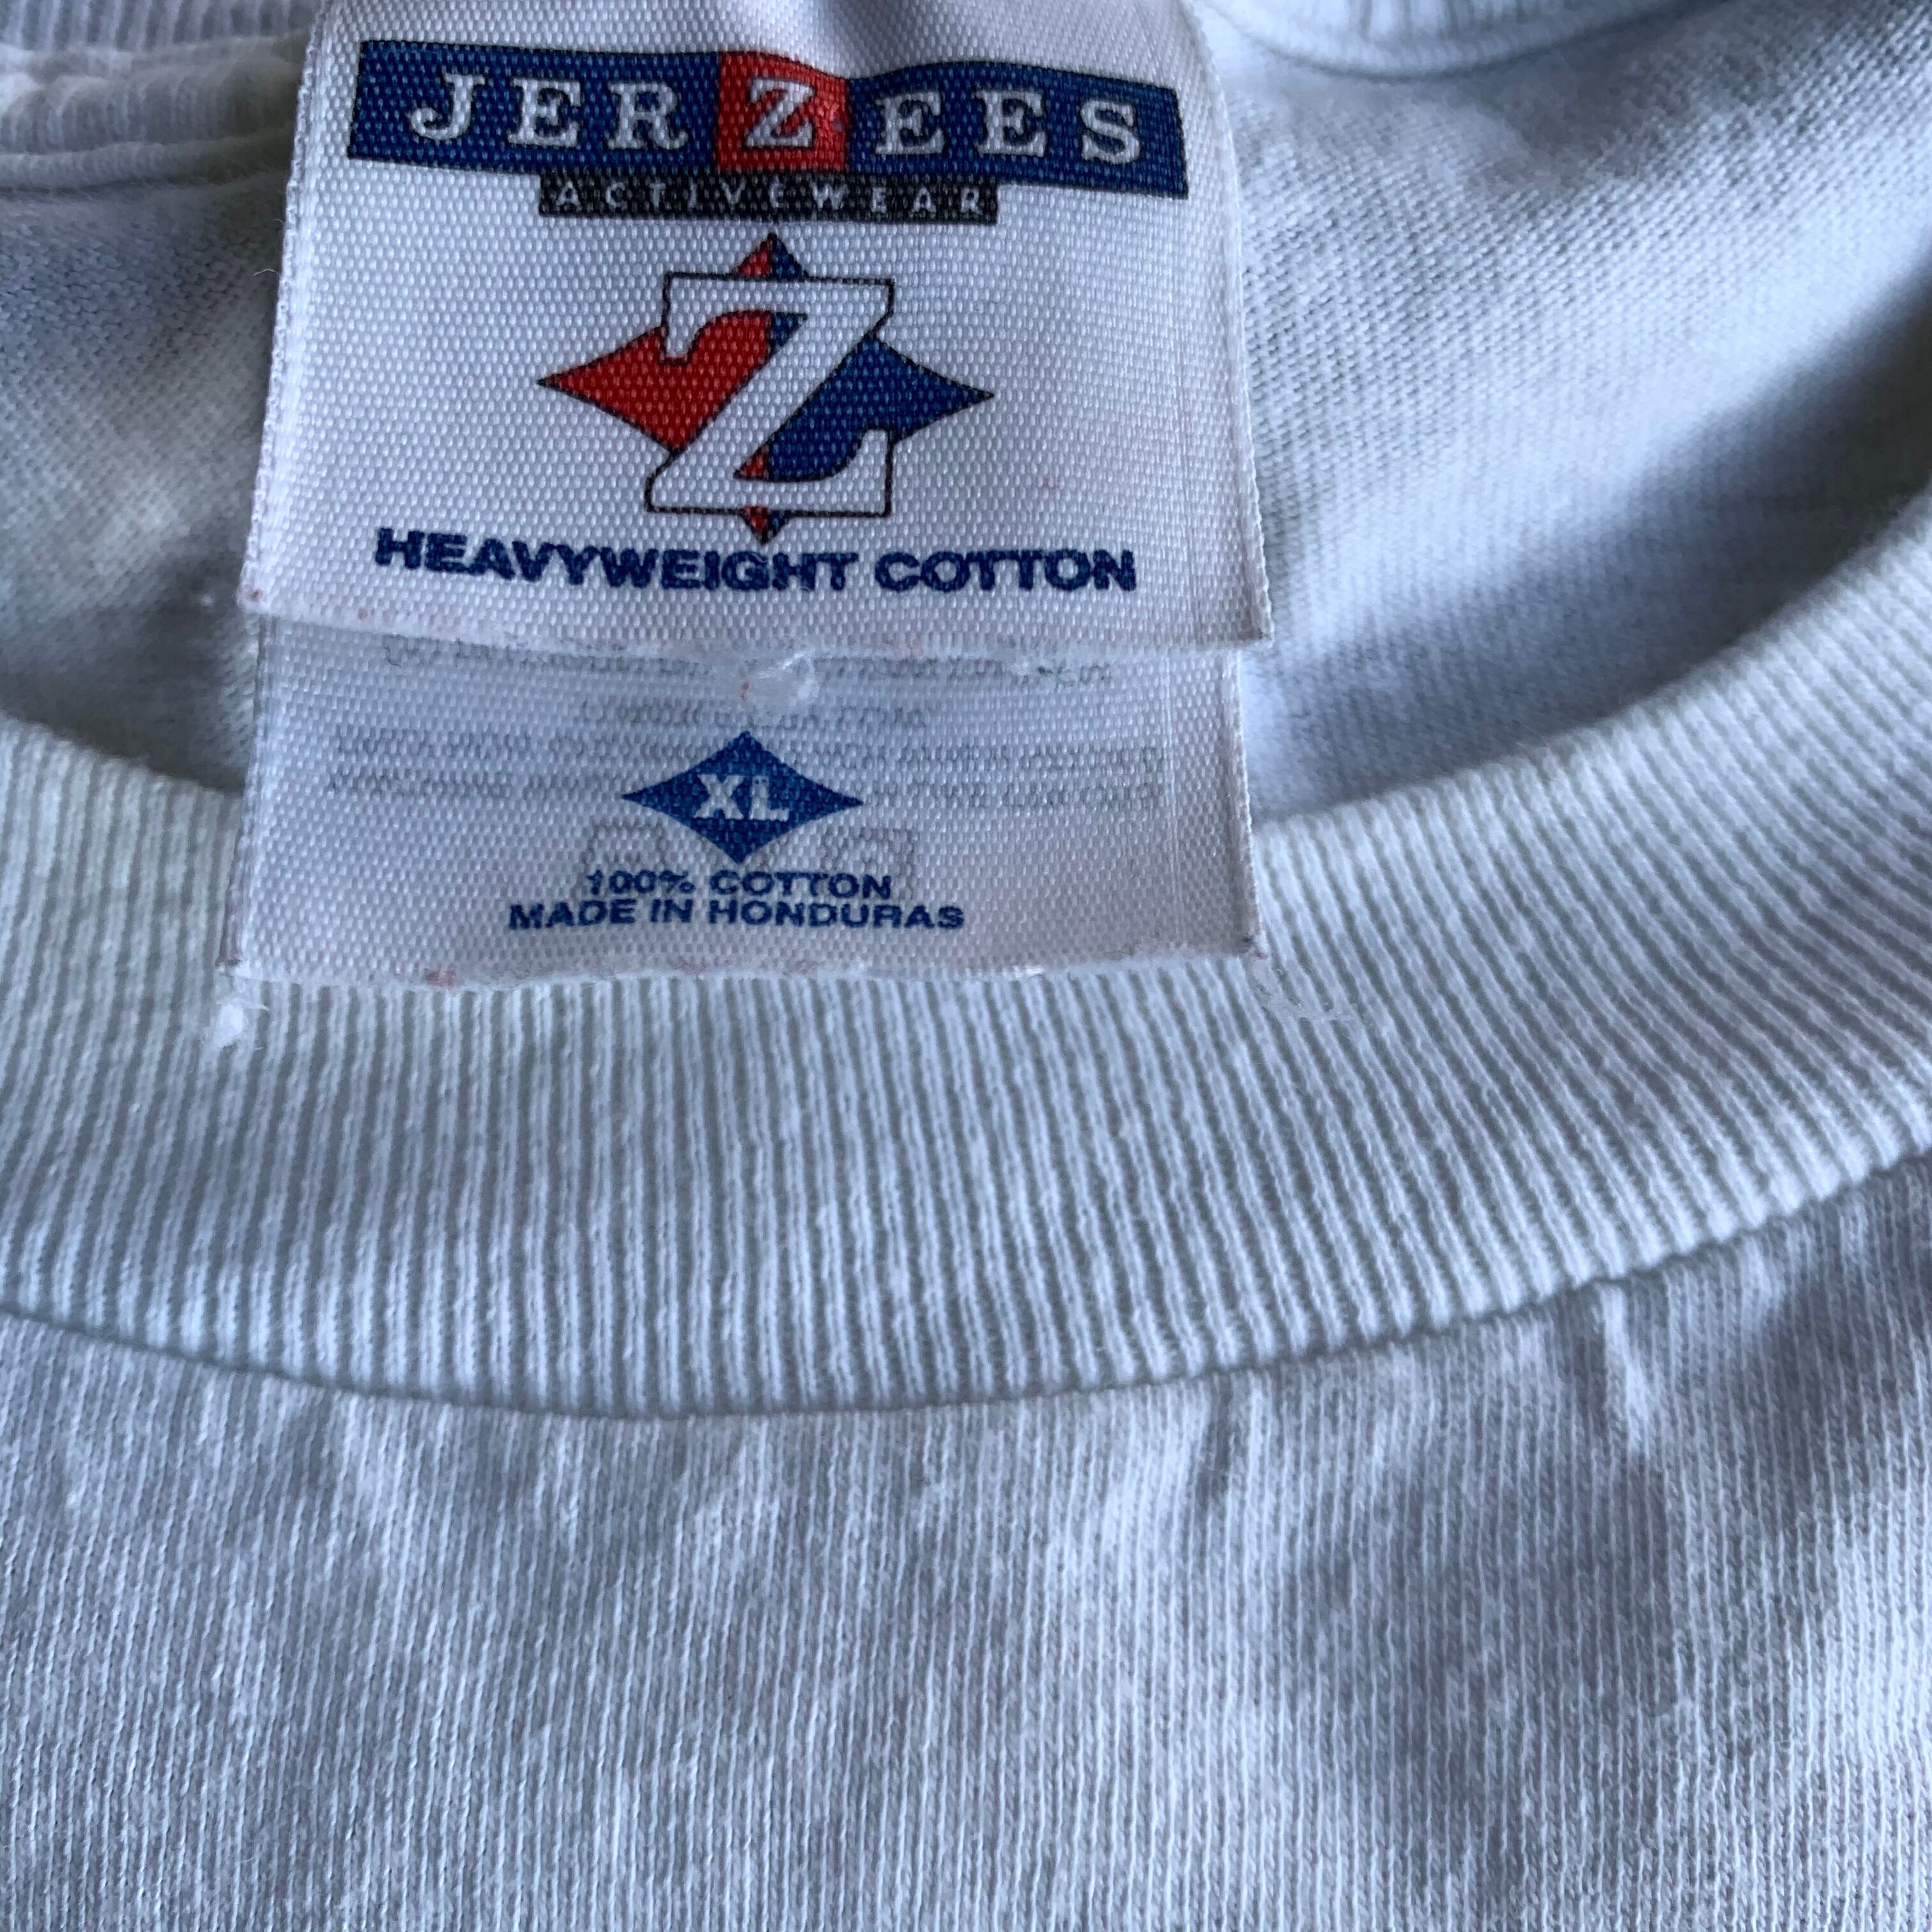 JERZEES
ACTIVEWEAR
Z
HEAVYWEIGHT COTTON
XL
100% COTTON
MADE IN HONDURAS